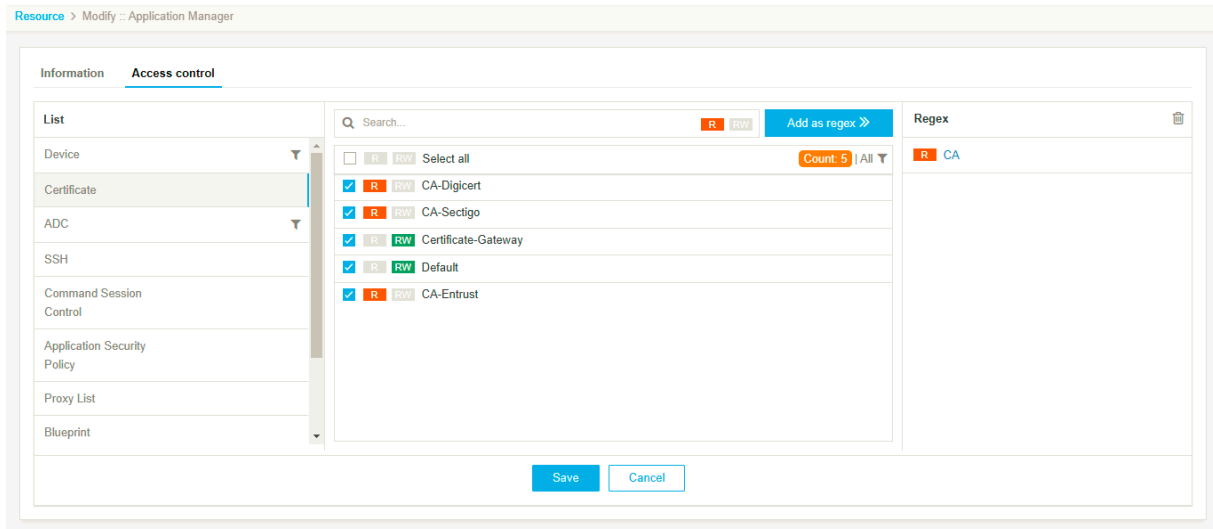 Resource > Modify :: Application Manager
Information Access control
List
Device
Certificate
ADC
SSH
Command Session
Control
Application Security
Policy
Proxy List
Blueprint
Search... R RW Add as regex »
R RW Select all Count: 5 | All
R RW CA-Digicert
R RW CA-Sectigo
R RW Certificate-Gateway
R RW Default
R RW CA-Entrust
Regex
R CA
Save Cancel